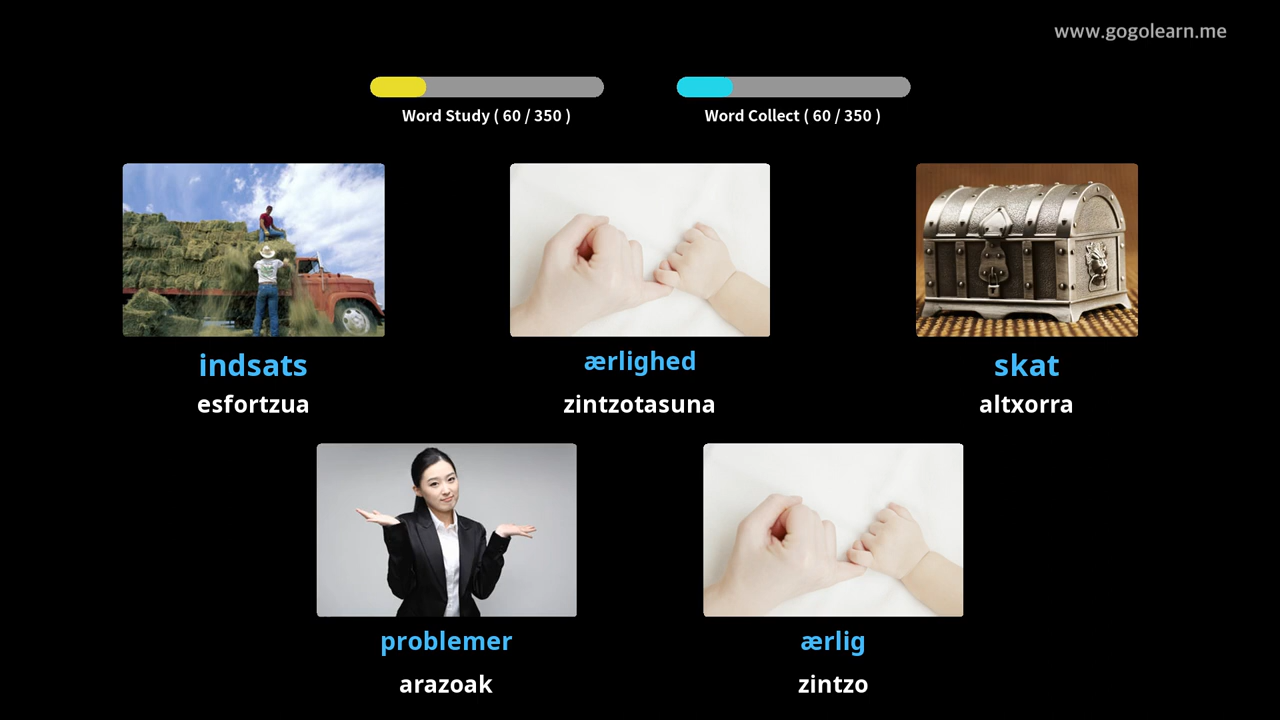 www.gogolearn.me
Word Study ( 60 / 350 )
Word Collect ( 60 / 350 )
indsats
esfortzua
ærlighed
zintzotasuna
skat
altxorra
problemer
arazoak
ærlig
zintzo